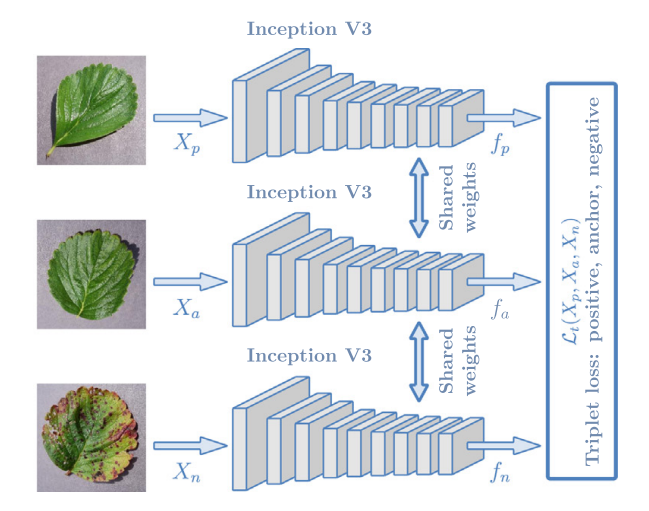 Inception V3
X_p
f_p
Shared
weights
Inception V3
X_a
f_a
Shared
weights
Inception V3
X_n
f_n
ℒ_t(X_p, X_a, X_n)
Triplet loss: positive, anchor, negative